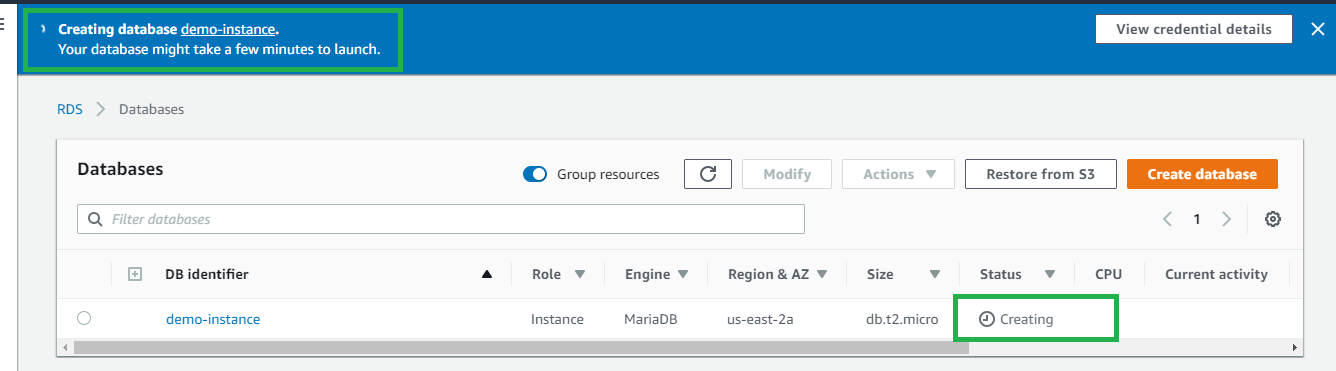 Creating database demo-instance.
Your database might take a few minutes to launch.
View credential details
RDS > Databases
Databases
Group resources
Modify
Actions
Restore from S3
Create database
Filter databases
1
DB identifier Role Engine Region & AZ Size Status CPU Current activity
demo-instance Instance MariaDB us-east-2a db.t2.micro Creating